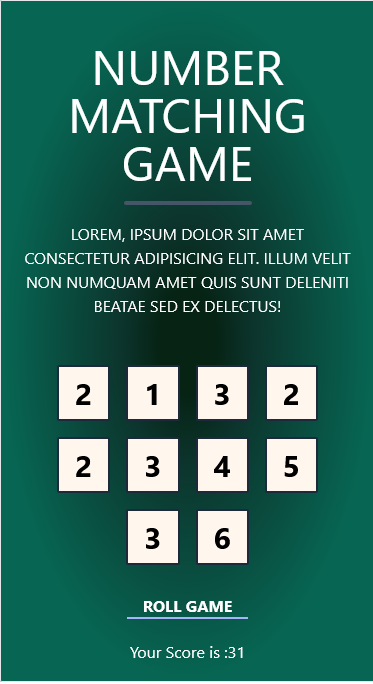 NUMBER
MATCHING
GAME
LOREM, IPSUM DOLOR SIT AMET
CONSECTETUR ADIPISICING ELIT. ILLUM VELIT
NON NUMQUAM AMET QUIS SUNT DELENITI
BEATAE SED EX DELECTUS!
2 1 3 2
2 3 4 5
3 6
ROLL GAME
Your Score is :31